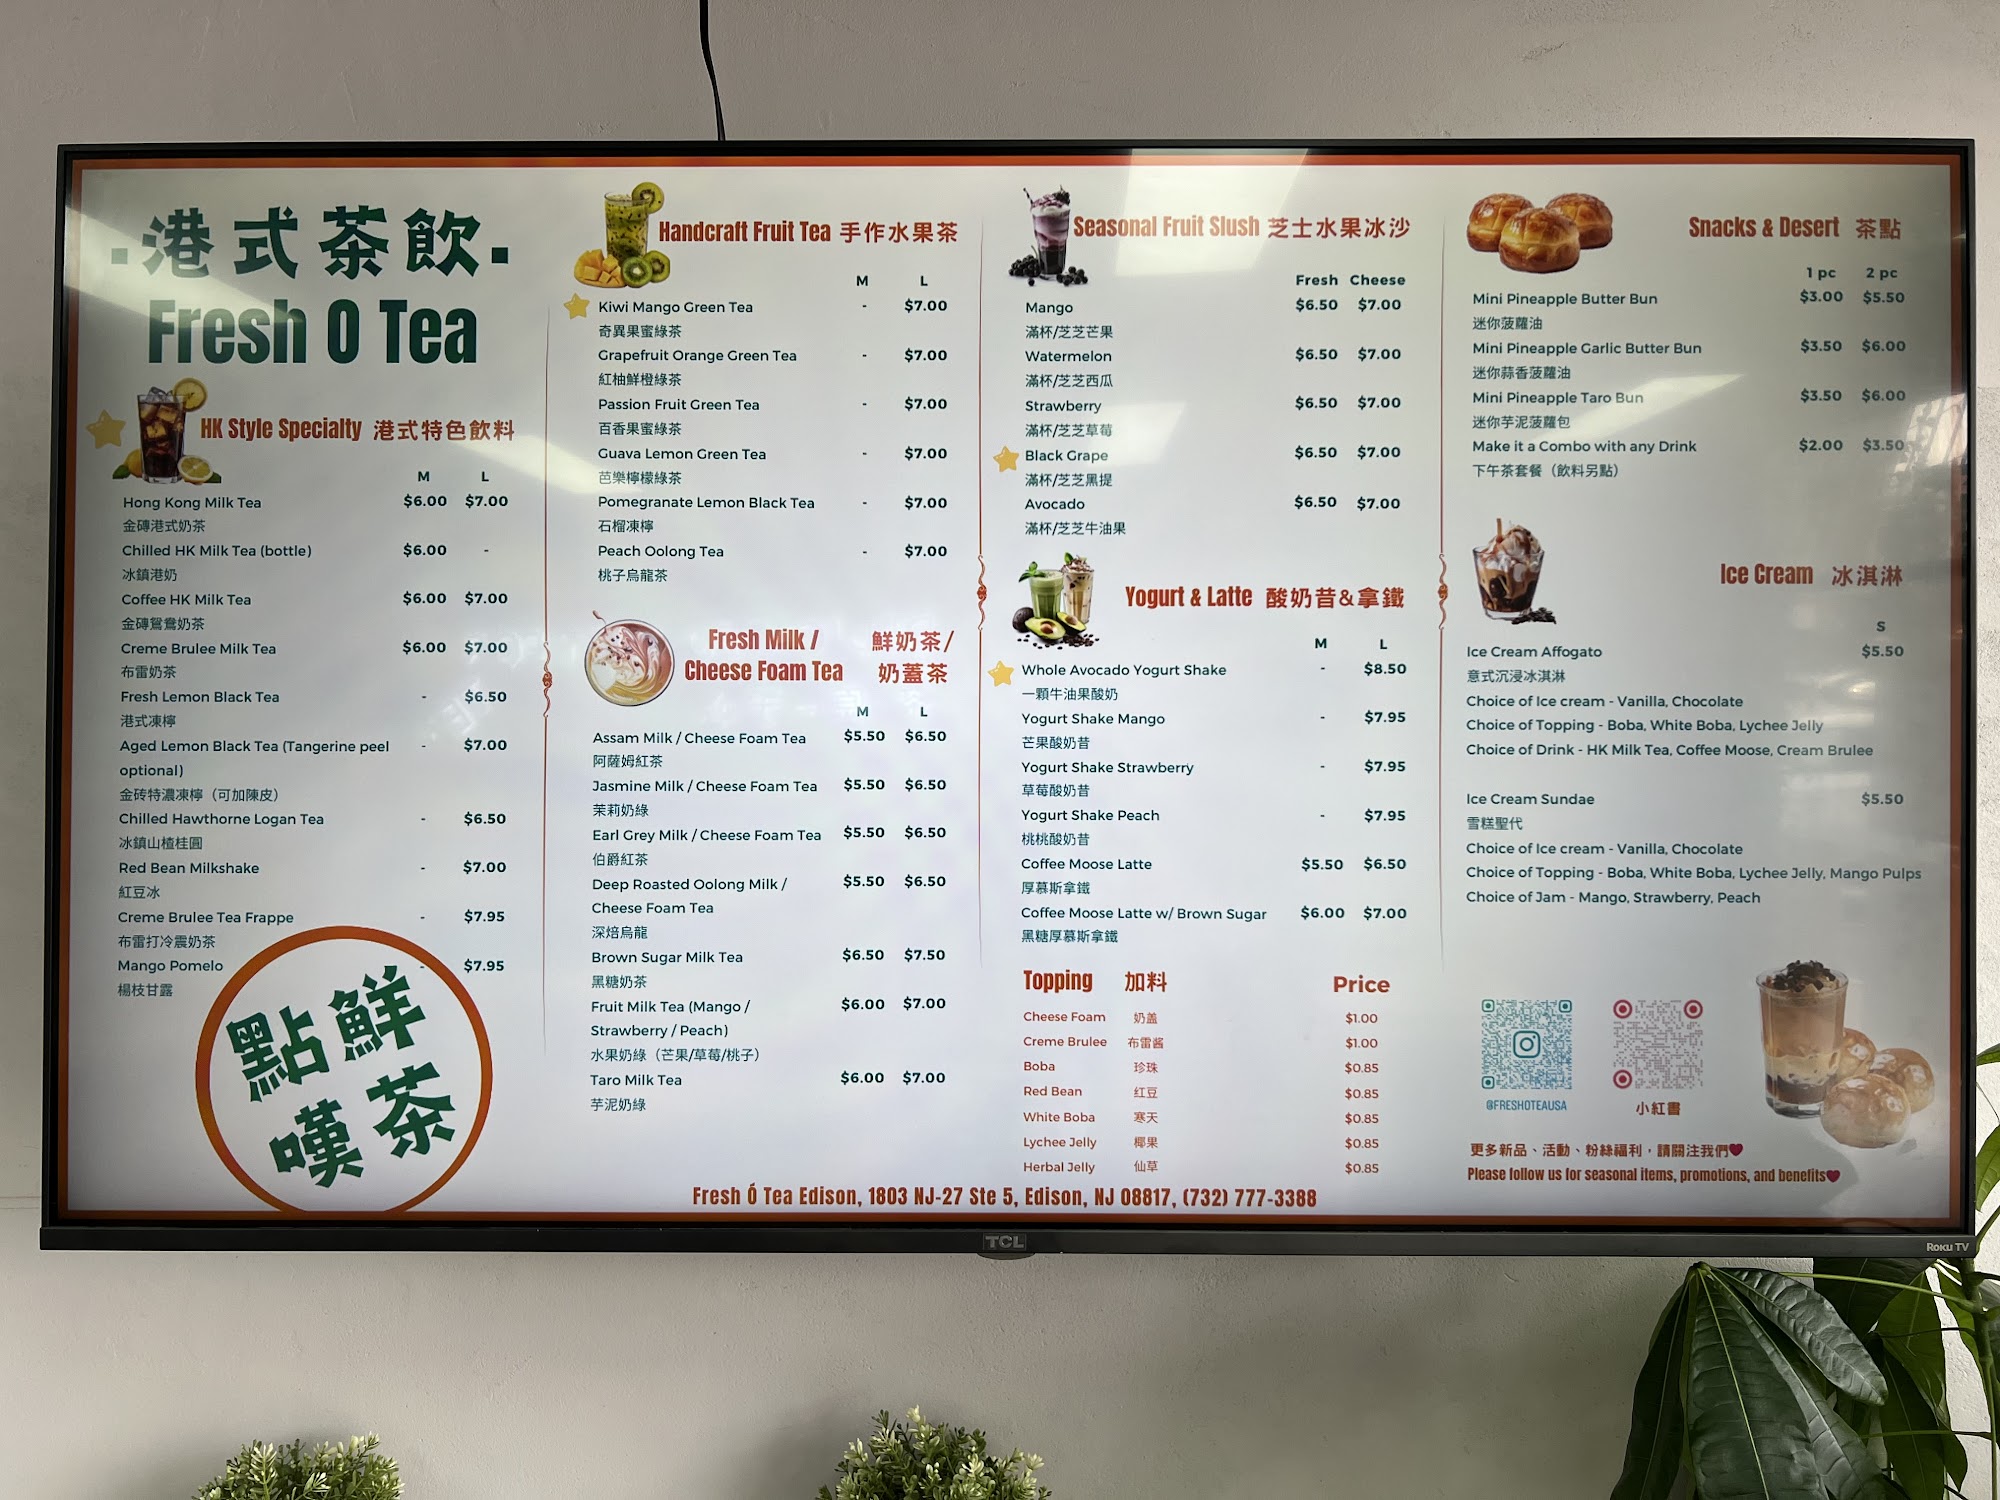 港式茶飲
Fresh O Tea
HK Style Specialty 港式特色飲料
M L
Hong Kong Milk Tea $6.00 $7.00
金磚港式奶茶
Chilled HK Milk Tea (bottle) $6.00 -
冰鎮港奶
Coffee HK Milk Tea $6.00 $7.00
金磚鴛鴦奶茶
Creme Brulee Milk Tea $6.00 $7.00
布雷奶茶
Fresh Lemon Black Tea - $6.50
港式凍檸
Aged Lemon Black Tea (Tangerine peel - $7.00
optional)
金砖特濃凍檸（可加陳皮）
Chilled Hawthorne Logan Tea - $6.50
冰鎮山楂桂圓
Red Bean Milkshake - $7.00
紅豆冰
Creme Brulee Tea Frappe - $7.95
布雷打冷震奶茶
Mango Pomelo - $7.95
楊枝甘露
點鮮
嘆茶
Handcraft Fruit Tea 手作水果茶
M L
Kiwi Mango Green Tea - $7.00
奇異果蜜綠茶
Grapefruit Orange Green Tea - $7.00
紅柚鮮橙綠茶
Passion Fruit Green Tea - $7.00
百香果蜜綠茶
Guava Lemon Green Tea - $7.00
芭樂檸檬綠茶
Pomegranate Lemon Black Tea - $7.00
石榴凍檸
Peach Oolong Tea - $7.00
桃子烏龍茶
Fresh Milk / 鮮奶茶/
Cheese Foam Tea 奶蓋茶
M L
Assam Milk / Cheese Foam Tea $5.50 $6.50
阿薩姆紅茶
Jasmine Milk / Cheese Foam Tea $5.50 $6.50
茉莉奶綠
Earl Grey Milk / Cheese Foam Tea $5.50 $6.50
伯爵紅茶
Deep Roasted Oolong Milk / $5.50 $6.50
Cheese Foam Tea
深焙烏龍
Brown Sugar Milk Tea $6.50 $7.50
黑糖奶茶
Fruit Milk Tea (Mango / $6.00 $7.00
Strawberry / Peach)
水果奶綠（芒果/草莓/桃子）
Taro Milk Tea $6.00 $7.00
芋泥奶綠
Seasonal Fruit Slush 芝士水果冰沙
Fresh Cheese
Mango $6.50 $7.00
滿杯/芝芝芒果
Watermelon $6.50 $7.00
滿杯/芝芝西瓜
Strawberry $6.50 $7.00
滿杯/芝芝草莓
Black Grape $6.50 $7.00
滿杯/芝芝黑提
Avocado $6.50 $7.00
滿杯/芝芝牛油果
Yogurt & Latte 酸奶昔&拿鐵
M L
Whole Avocado Yogurt Shake - $8.50
一顆牛油果酸奶
Yogurt Shake Mango - $7.95
芒果酸奶昔
Yogurt Shake Strawberry - $7.95
草莓酸奶昔
Yogurt Shake Peach - $7.95
桃桃酸奶昔
Coffee Moose Latte $5.50 $6.50
厚慕斯拿鐵
Coffee Moose Latte w/ Brown Sugar $6.00 $7.00
黑糖厚慕斯拿鐵
Topping 加料 Price
Cheese Foam 奶盖 $1.00
Creme Brulee 布雷酱 $1.00
Boba 珍珠 $0.85
Red Bean 红豆 $0.85
White Boba 寒天 $0.85
Lychee Jelly 椰果 $0.85
Herbal Jelly 仙草 $0.85
Snacks & Desert 茶點
1 pc 2 pc
Mini Pineapple Butter Bun $3.00 $5.50
迷你菠蘿油
Mini Pineapple Garlic Butter Bun $3.50 $6.00
迷你蒜香菠蘿油
Mini Pineapple Taro Bun $3.50 $6.00
迷你芋泥菠蘿包
Make it a Combo with any Drink $2.00 $3.50
下午茶套餐（飲料另點）
Ice Cream 冰淇淋
S
Ice Cream Affogato $5.50
意式沉浸冰淇淋
Choice of Ice cream - Vanilla, Chocolate
Choice of Topping - Boba, White Boba, Lychee Jelly
Choice of Drink - HK Milk Tea, Coffee Moose, Cream Brulee
Ice Cream Sundae $5.50
雪糕聖代
Choice of Ice cream - Vanilla, Chocolate
Choice of Topping - Boba, White Boba, Lychee Jelly, Mango Pulps
Choice of Jam - Mango, Strawberry, Peach
@FRESHOTEAUSA 小紅書
更多新品、活動、粉絲福利，請關注我們❤
Please follow us for seasonal items, promotions, and benefits❤
Fresh Ó Tea Edison, 1803 NJ-27 Ste 5, Edison, NJ 08817, (732) 777-3388
TCL
Roku TV